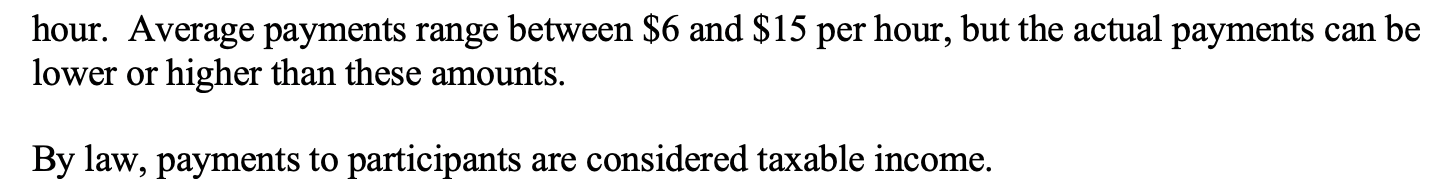 hour.  Average payments range between $6 and $15 per hour, but the actual payments can be
lower or higher than these amounts.
By law, payments to participants are considered taxable income.